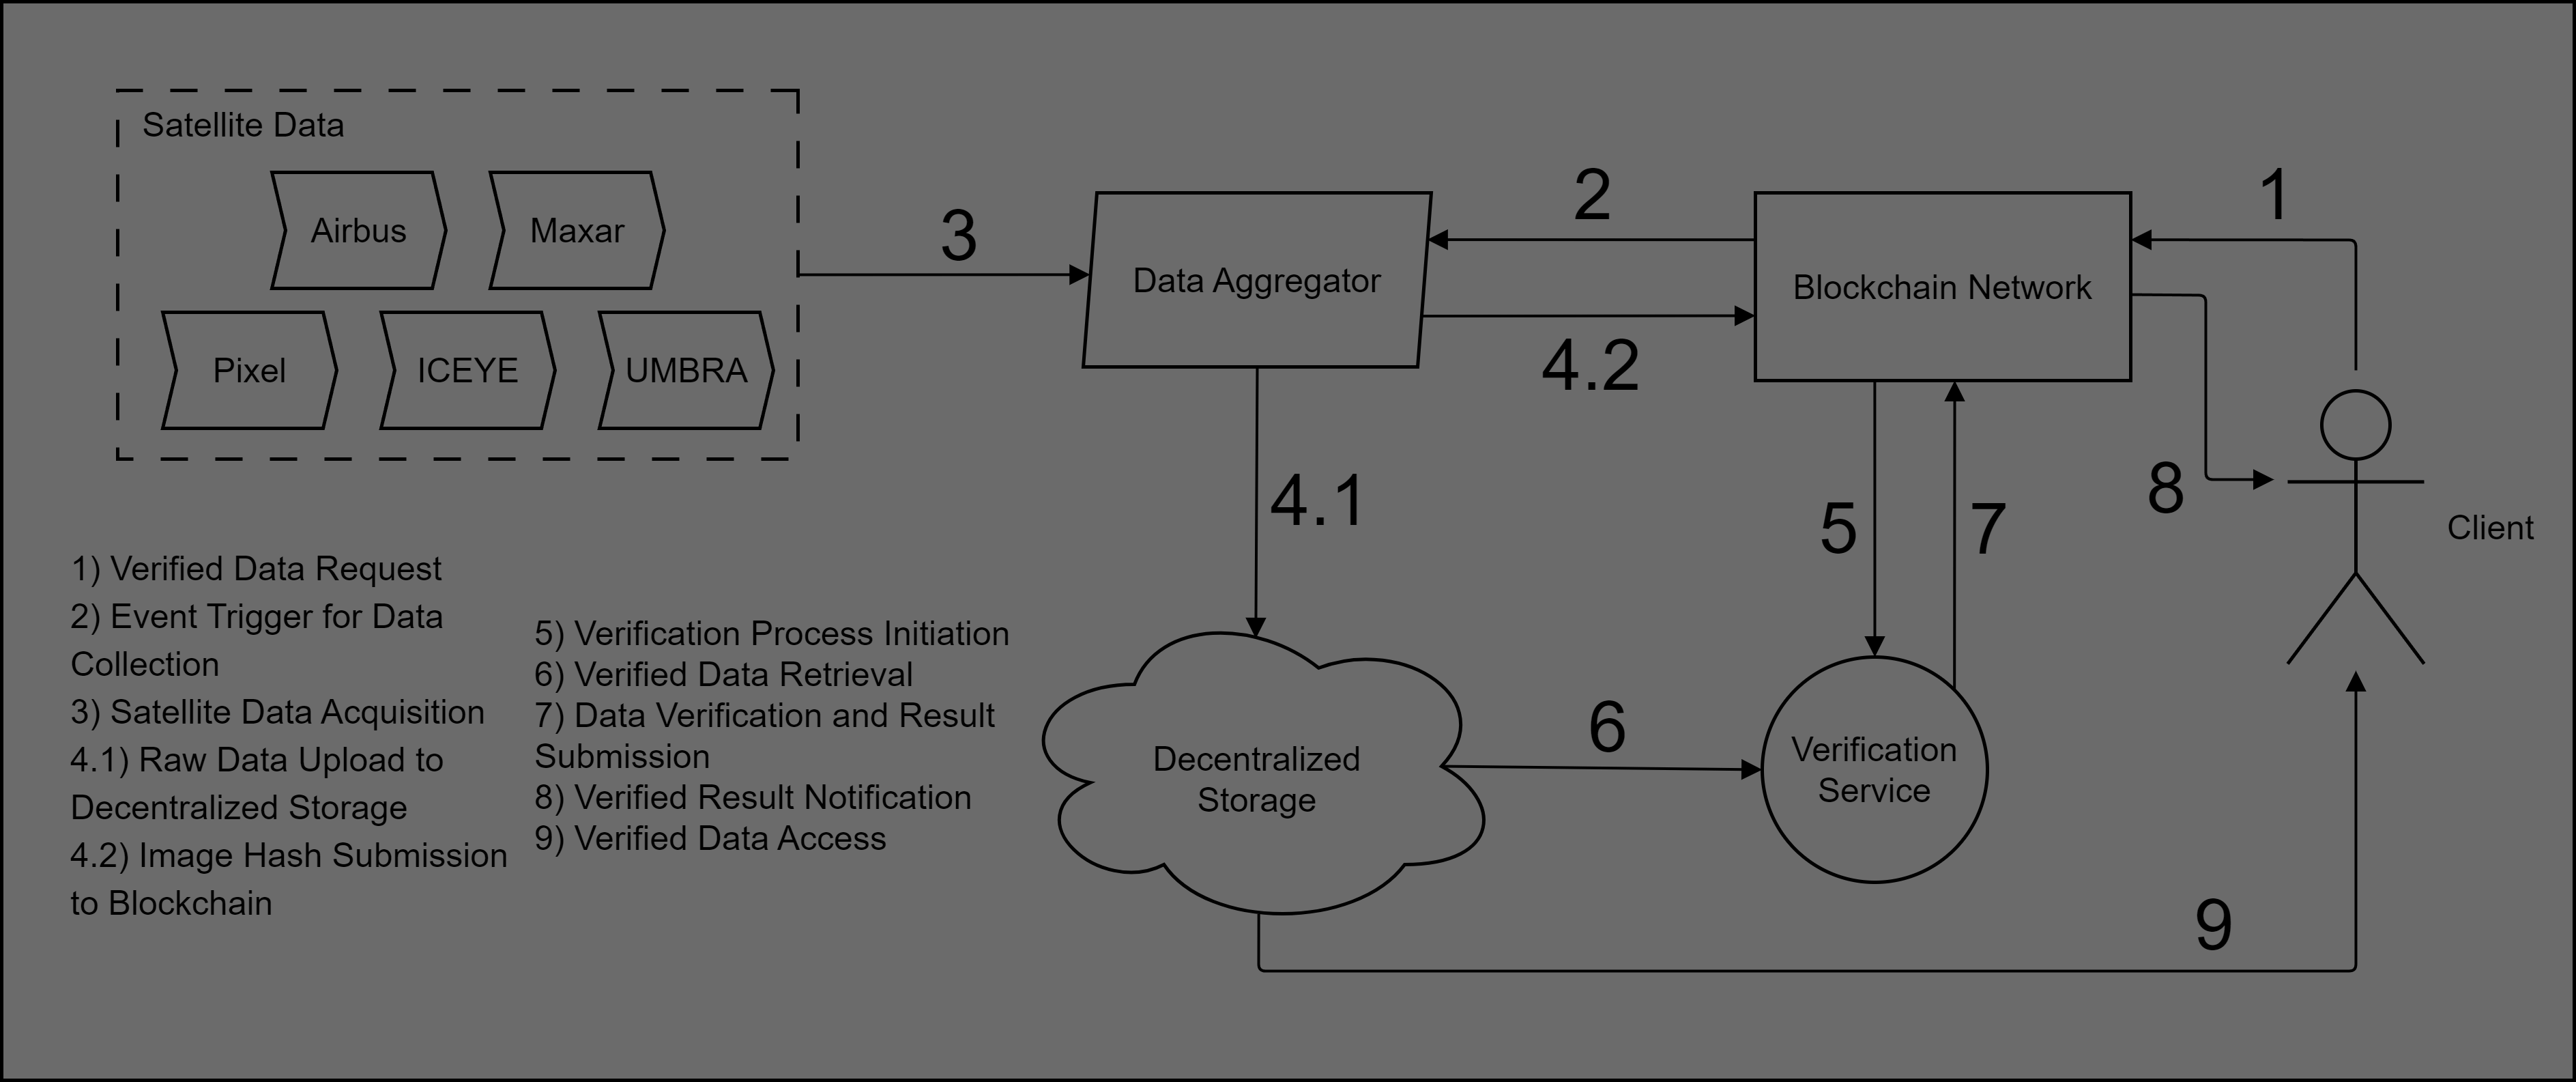 Satellite Data
Airbus
Maxar
Pixel
ICEYE
UMBRA
3
Data Aggregator
2
4.2
Blockchain Network
1
4.1
5
7
8
Client
1) Verified Data Request
2) Event Trigger for Data
Collection
3) Satellite Data Acquisition
4.1) Raw Data Upload to
Decentralized Storage
4.2) Image Hash Submission
to Blockchain
5) Verification Process Initiation
6) Verified Data Retrieval
7) Data Verification and Result
Submission
8) Verified Result Notification
9) Verified Data Access
Decentralized
Storage
6
Verification
Service
9